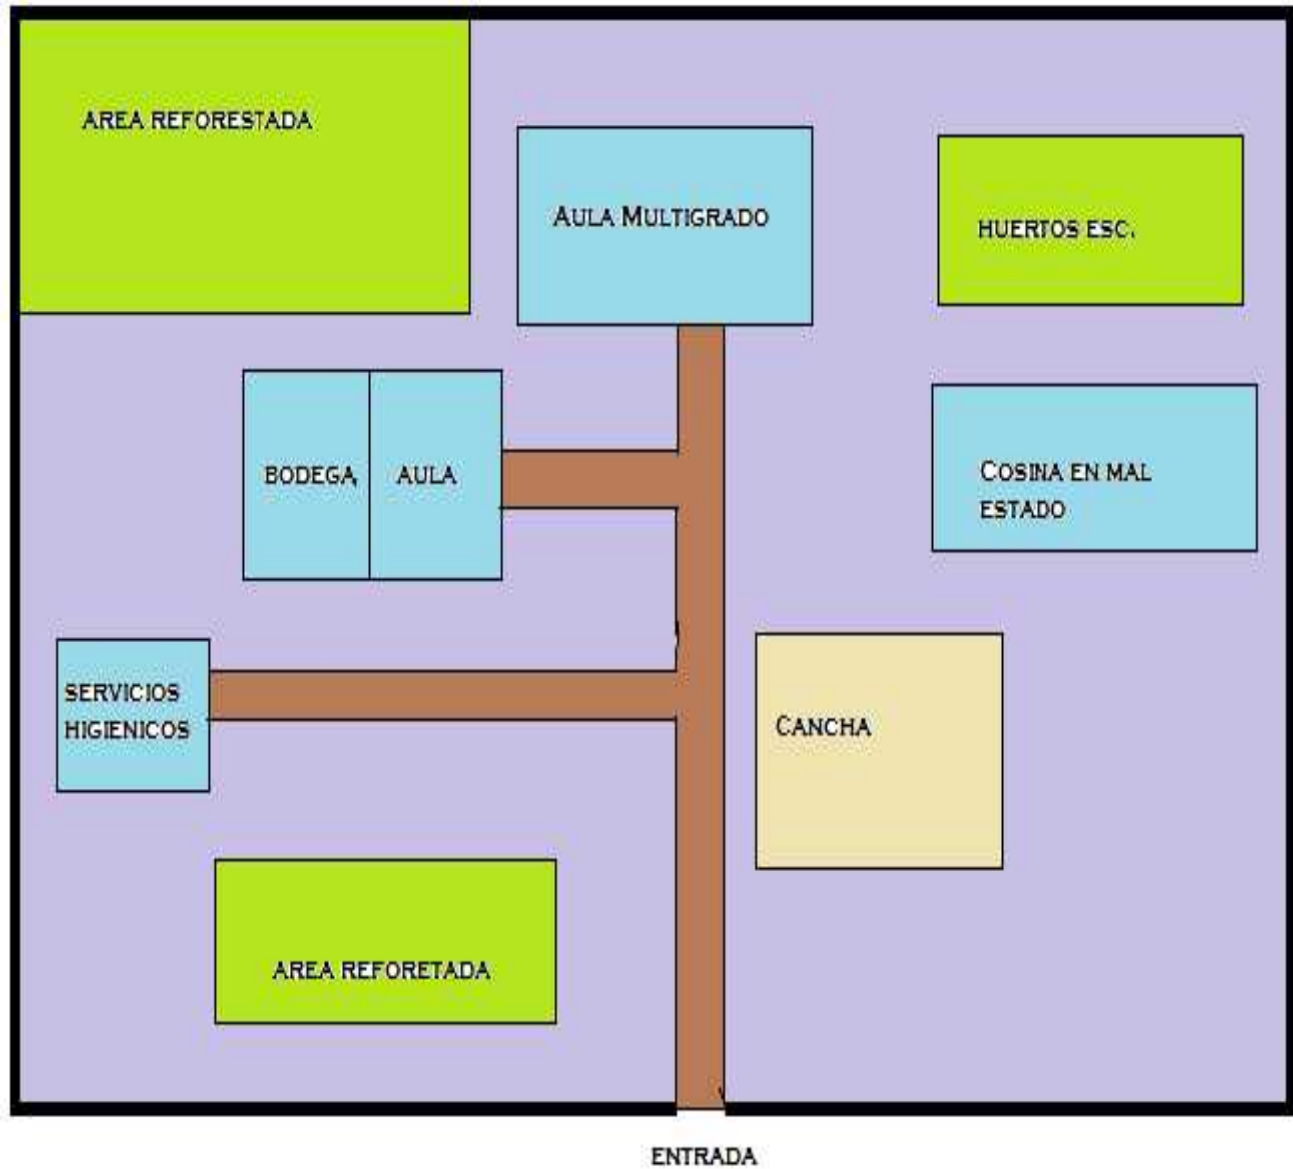 AREA REFORESTADA
AULA MULTIGRADO
HUERTOS ESC.
BODEGA
AULA
COSINA EN MAL
ESTADO
SERVICIOS
HIGIENICOS
CANCHA
AREA REFORETADA
ENTRADA